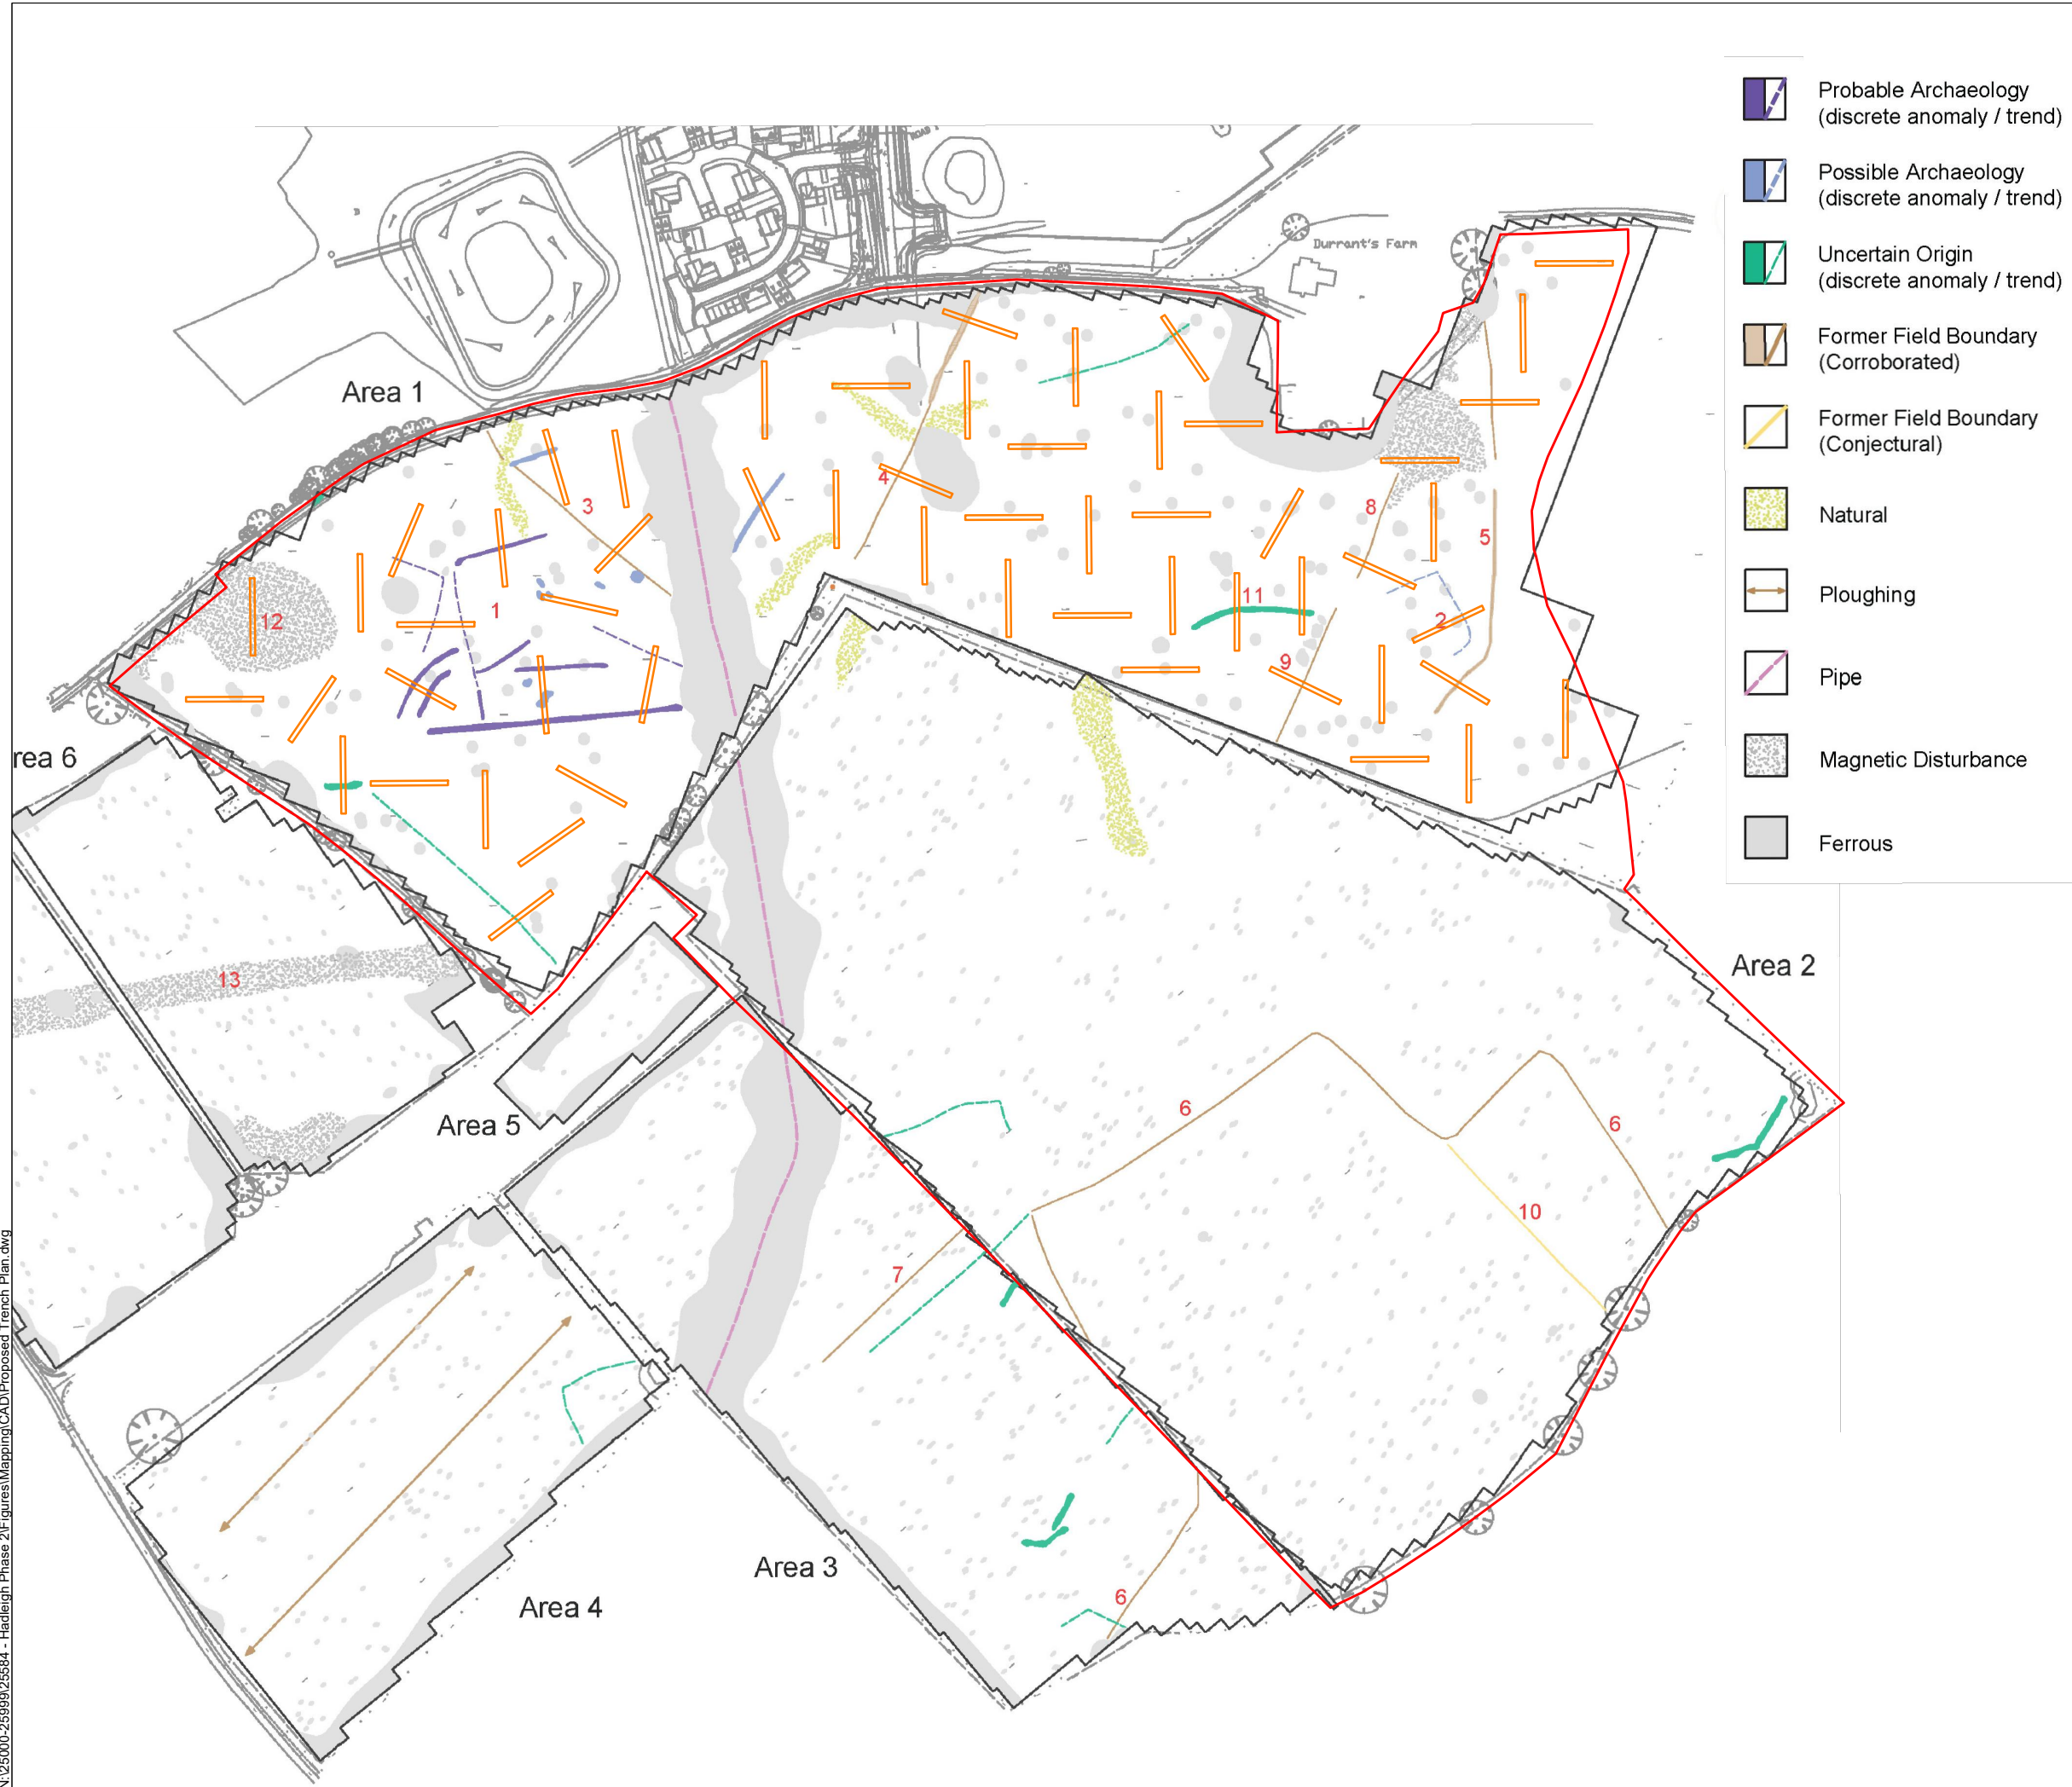 Probable Archaeology
(discrete anomaly / trend)
Possible Archaeology
(discrete anomaly / trend)
Uncertain Origin
(discrete anomaly / trend)
Former Field Boundary
(Corroborated)
Former Field Boundary
(Conjectural)
Natural
Ploughing
Pipe
Magnetic Disturbance
Ferrous
ROAD
Durrant's Farm
Area 1
3
4
8
5
12
1
11
2
9
rea 6
13
Area 2
Area 5
6
6
10
7
Area 3
6
Area 4
N:\25000-25999\25584 - Hadleigh Phase 2\Figures\Mapping\CAD\Proposed Trench Plan.dwg